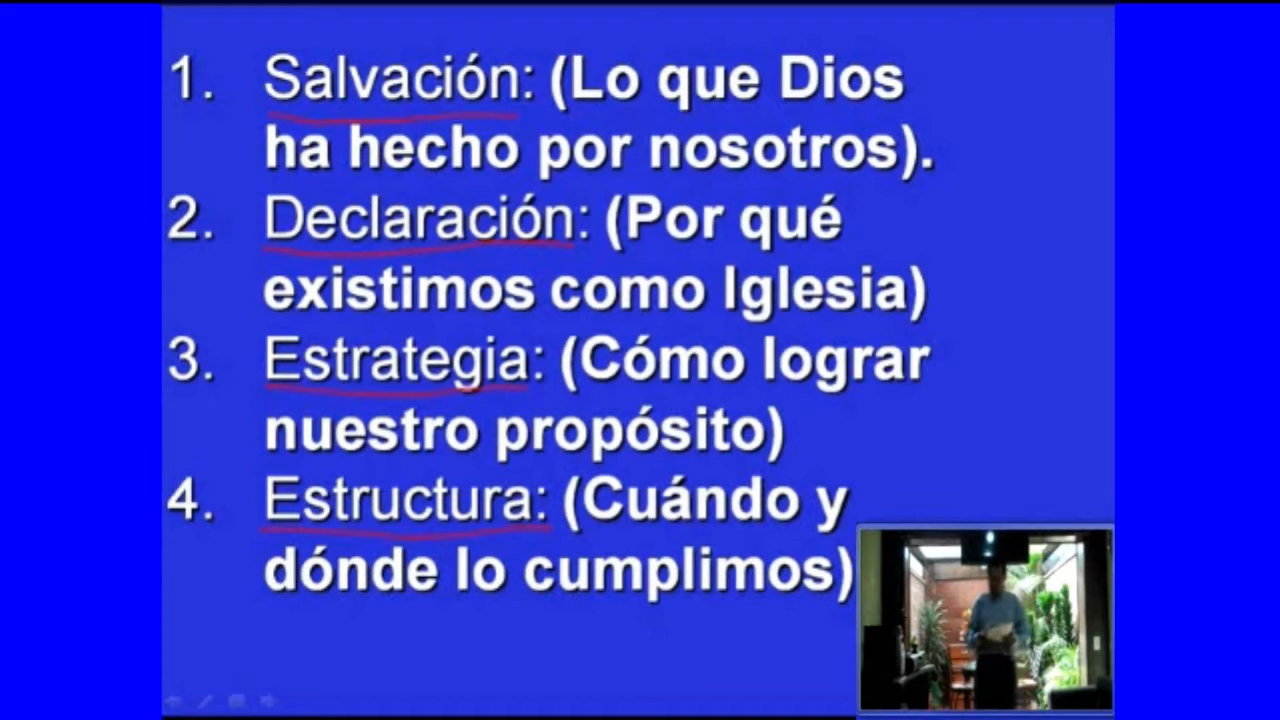 1. Salvación: (Lo que Dios
ha hecho por nosotros).
2. Declaración: (Por qué
existimos como Iglesia)
3. Estrategia: (Cómo lograr
nuestro propósito)
4. Estructura: (Cuándo y
dónde lo cumplimos)